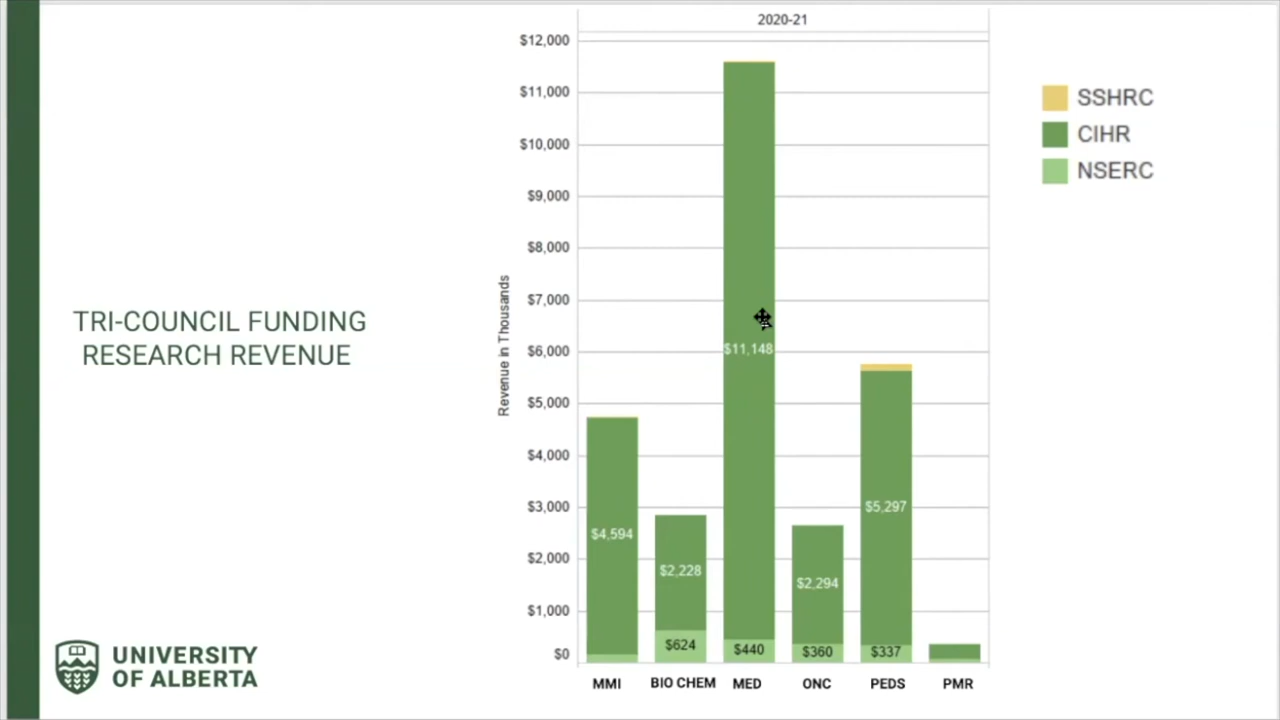 2020-21
$12,000
$11,000
$10,000
$9,000
$8,000
$7,000
$6,000
$5,000
$4,000
$3,000
$2,000
$1,000
$0
Revenue in Thousands
$4,594
$2,228
$624
$11,148
$440
$2,294
$360
$5,297
$337
MMI
BIO CHEM
MED
ONC
PEDS
PMR
SSHRC
CIHR
NSERC
TRI-COUNCIL FUNDING
RESEARCH REVENUE
UNIVERSITY
OF ALBERTA